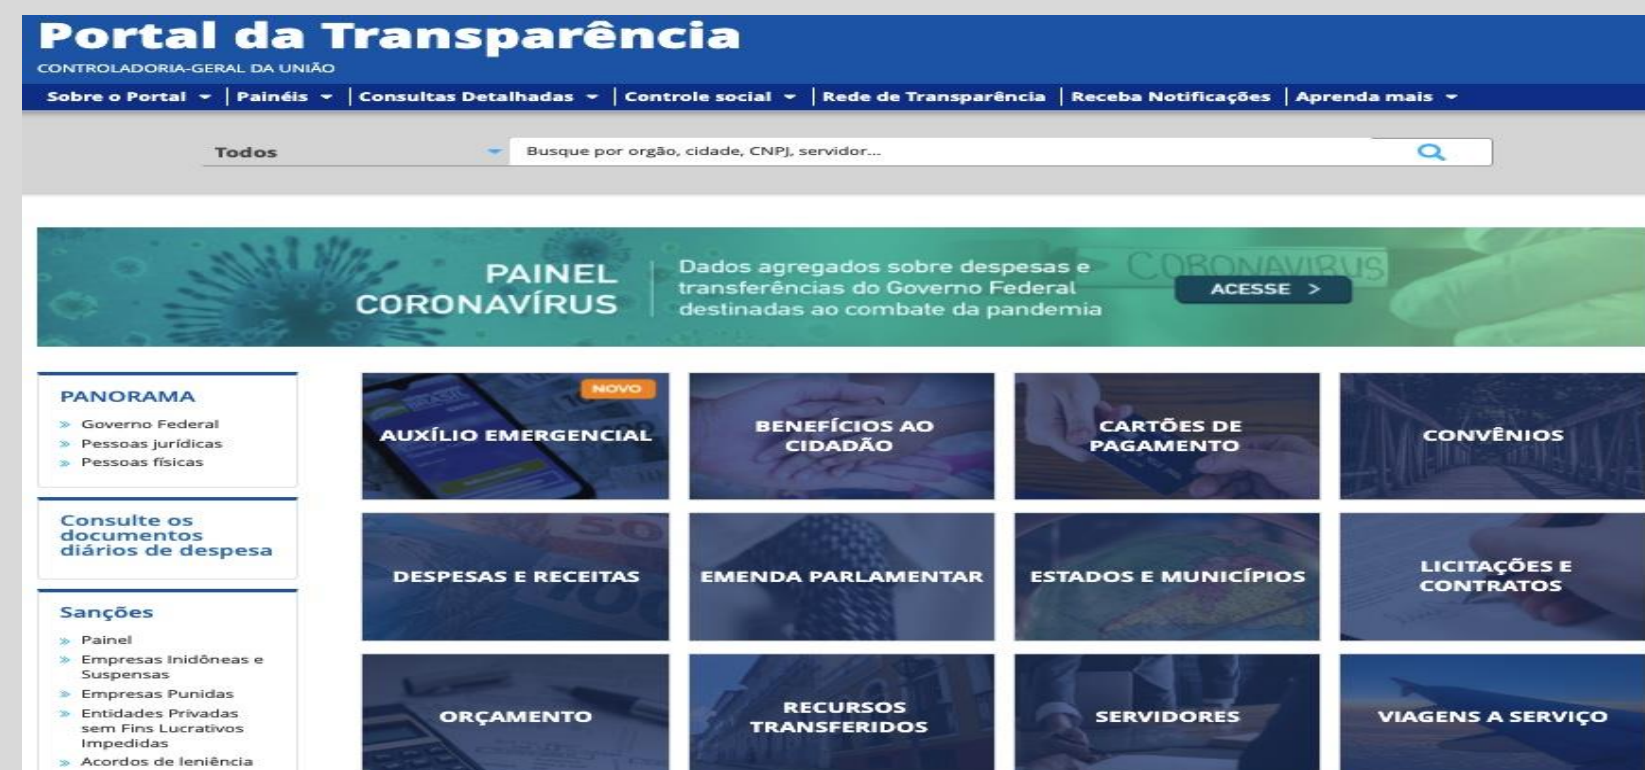 Portal da Transparência
CONTROLADORIA-GERAL DA UNIÃO
Sobre o Portal Painéis Consultas Detalhadas Controle social Rede de Transparência Receba Notificações Aprenda mais
Todos Busque por orgão, cidade, CNPJ, servidor...
PAINEL
CORONAVÍRUS
Dados agregados sobre despesas e
transferências do Governo Federal
destinadas ao combate da pandemia
CORONAVIRUS
ACESSE >
PANORAMA
Governo Federal
Pessoas jurídicas
Pessoas físicas
Consulte os
documentos
diários de despesa
Sanções
Painel
Empresas Inidôneas e
Suspensas
Empresas Punidas
Entidades Privadas
sem Fins Lucrativos
Impedidas
Acordos de leniência
NOVO
AUXÍLIO EMERGENCIAL
BENEFÍCIOS AO
CIDADÃO
CARTÕES DE
PAGAMENTO
CONVÊNIOS
DESPESAS E RECEITAS
EMENDA PARLAMENTAR
ESTADOS E MUNICÍPIOS
LICITAÇÕES E
CONTRATOS
ORÇAMENTO
RECURSOS
TRANSFERIDOS
SERVIDORES
VIAGENS A SERVIÇO